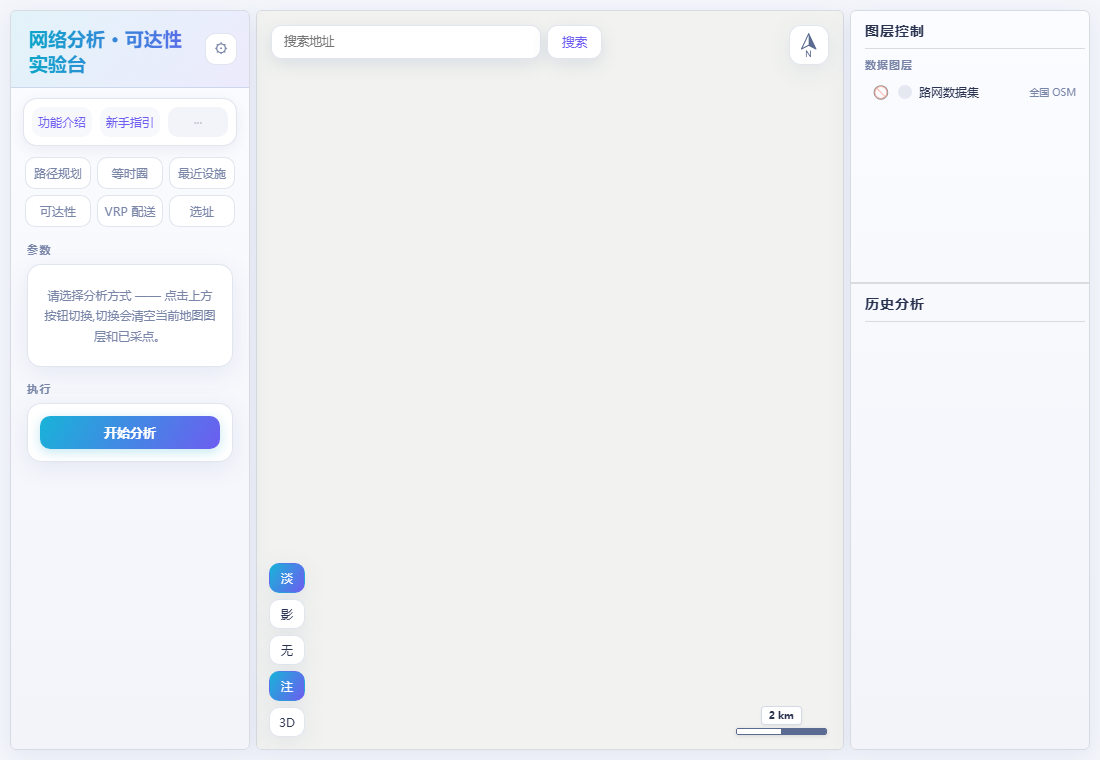 网络分析·可达性
实验台
功能介绍
新手指引
...
路径规划
等时圈
最近设施
可达性
VRP 配送
选址
参数
请选择分析方式 —— 点击上方
按钮切换,切换会清空当前地图图
层和已采点。
执行
开始分析
搜索地址
搜索
N
淡
影
无
注
3D
2 km
图层控制
数据图层
路网数据集
全国 OSM
历史分析